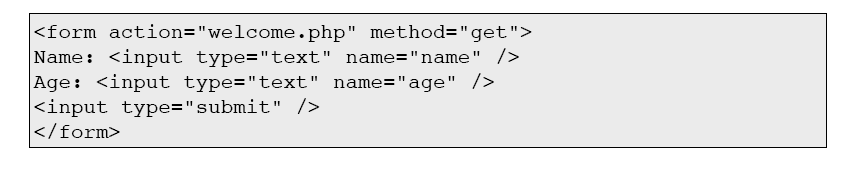 <form action="welcome.php" method="get">
Name: <input type="text" name="name" />
Age: <input type="text" name="age" />
<input type="submit" />
</form>